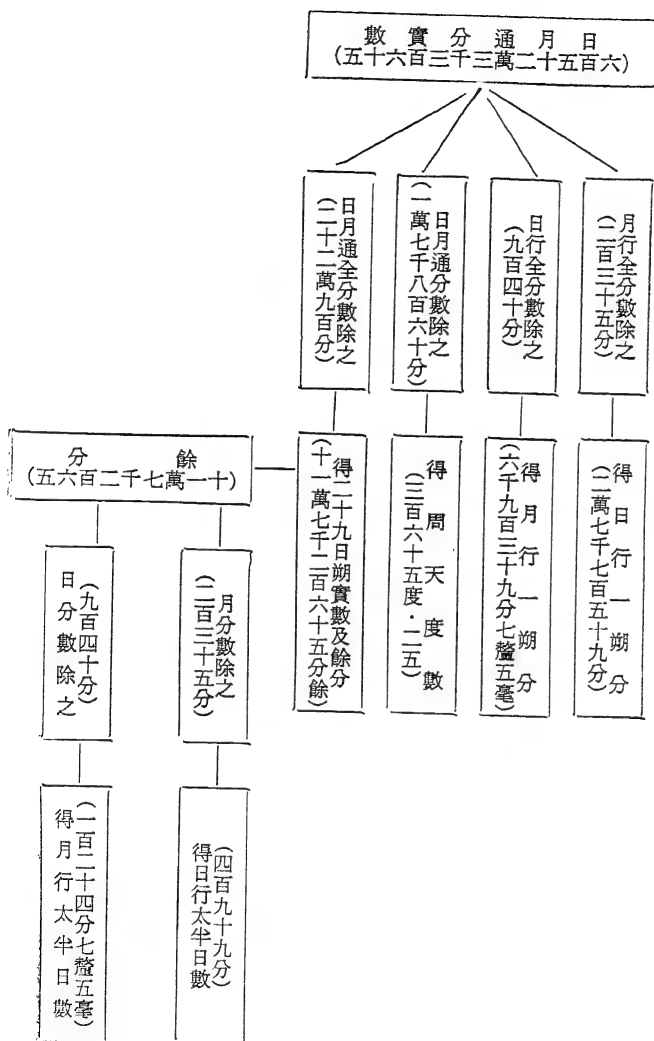 日月通分實數
(六百五十二萬三千三百六十五)
月行全分數除之
(二百三十五分)
日行全分數除之
(九百四十分)
日月通分數除之
(一萬七千八百六十分)
日月通全分數除之
(二十二萬九百分)
得日行一朔分
(二萬七千七百五十九分)
得月行一朔分
(六千九百三十九分七釐五毫)
得周天度數
(三百六十五度・二五)
得二十九日朔實數及餘分
(十一萬七千二百六十五分餘)
餘分
(十一萬七千二百六五)
月分數除之
(二百三十五分)
(九百四十分)
日分數除之
(四百九十九分)
得日行太半日數
(一百二十四分七釐五毫)
得月行太半日數